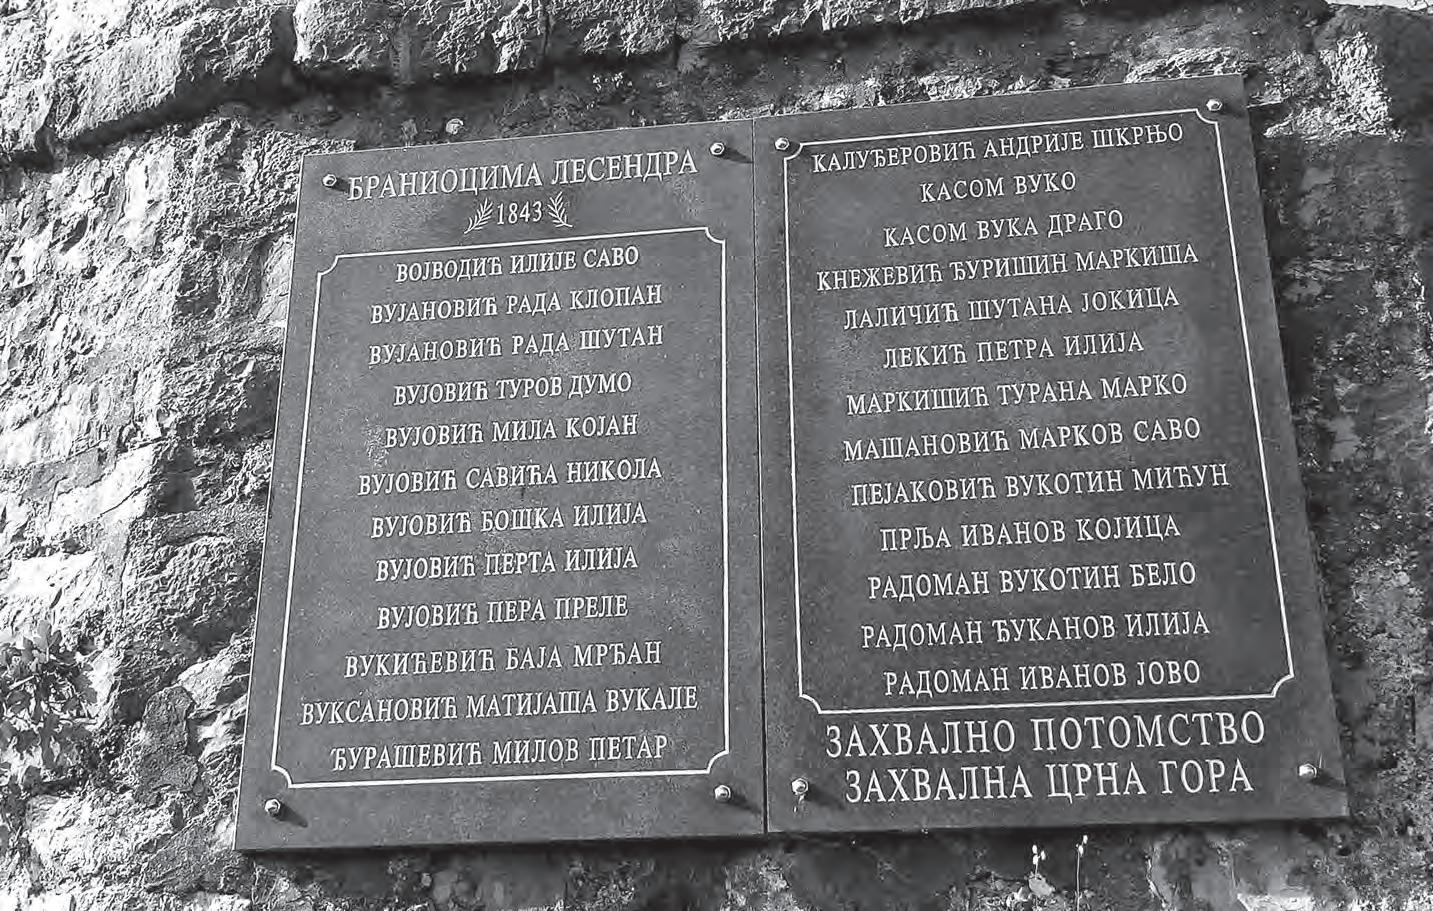 БРАНИОЦИМА ЛЕСЕНДРА
1843
ВОЈВОДИЋ ИЛИЈЕ САВО
ВУЈАНОВИЋ РАДА КЛОПАН
ВУЈАНОВИЋ РАДА ШУТАН
ВУЈОВИЋ ТУРОВ ДУМО
ВУЈОВИЋ МИЛА КОЈАН
ВУЈОВИЋ САВИЋА НИКОЛА
ВУЈОВИЋ БОШКА ИЛИЈА
ВУЈОВИЋ ПЕРТА ИЛИЈА
ВУЈОВИЋ ПЕРА ПРЕЛЕ
ВУКИЋЕВИЋ БАЈА МРЂАН
ВУКСАНОВИЋ МАТИЈАША ВУКАЛЕ
ЂУРАШЕВИЋ МИЛОВ ПЕТАР
КАЛУЂЕРОВИЋ АНДРИЈЕ ШКРЊО
КАСОМ ВУКО
КАСОМ ВУКА ДРАГО
КНЕЖЕВИЋ ЂУРИШИН МАРКИША
ЛАЛИЧИЋ ШУТАНА ЈОКИЦА
ЛЕКИЋ ПЕТРА ИЛИЈА
МАРКИШИЋ ТУРАНА МАРКО
МАШАНОВИЋ МАРКОВ САВО
ПЕЈАКОВИЋ ВУКОТИН МИЋУН
ПРЉА ИВАНОВ КОЈИЦА
РАДОМАН ВУКОТИН БЕЛО
РАДОМАН ЂУКАНОВ ИЛИЈА
РАДОМАН ИВАНОВ ЈОВО
ЗАХВАЛНО ПОТОМСТВО
ЗАХВАЛНА ЦРНА ГОРА